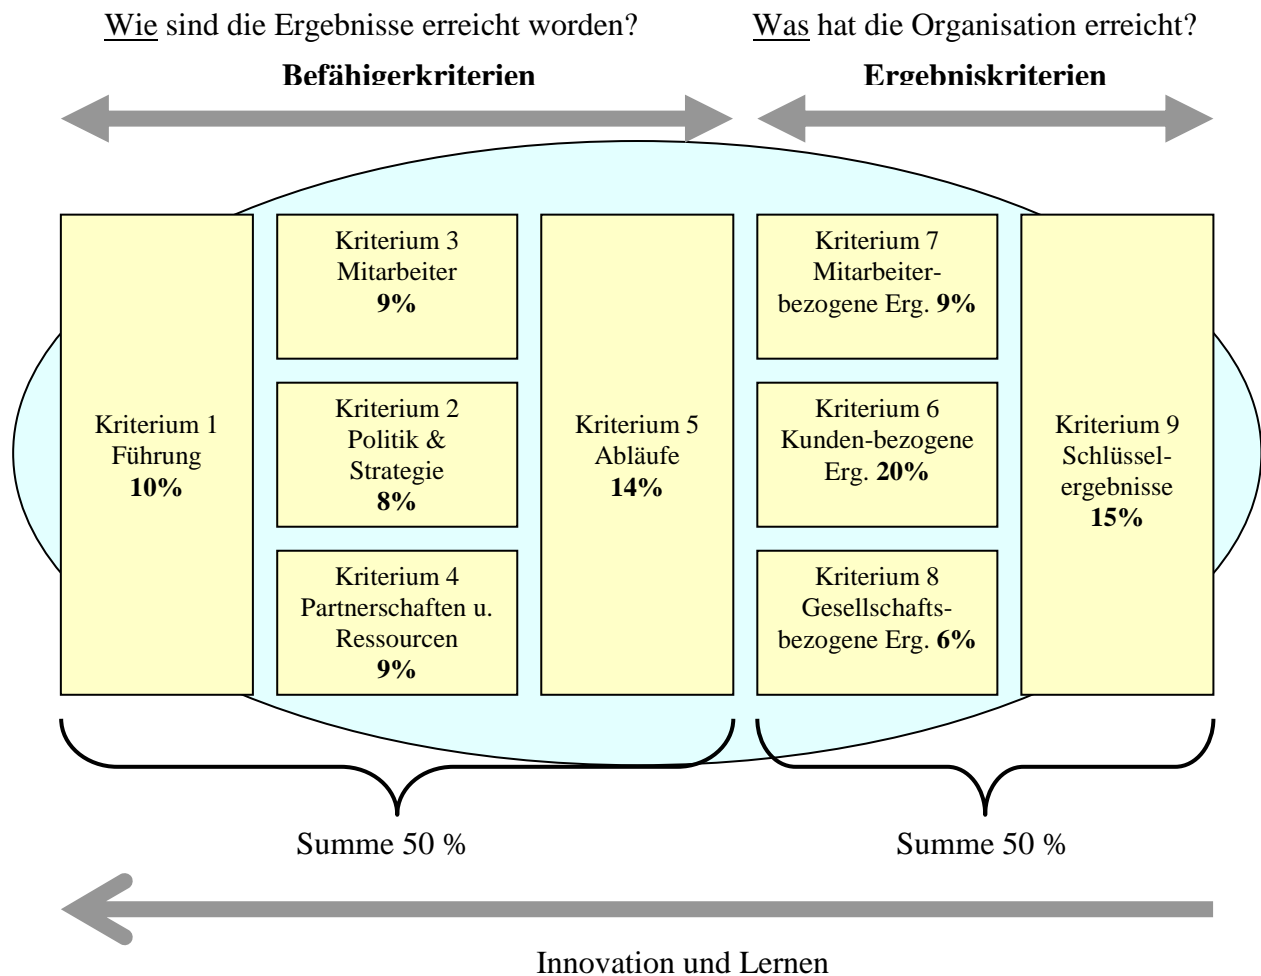 Wie sind die Ergebnisse erreicht worden?
Was hat die Organisation erreicht?
Befähigerkriterien
Ergebniskriterien
Kriterium 1
Führung
10%
Kriterium 3
Mitarbeiter
9%
Kriterium 2
Politik &
Strategie
8%
Kriterium 4
Partnerschaften u.
Ressourcen
9%
Kriterium 5
Abläufe
14%
Kriterium 7
Mitarbeiter-
bezogene Erg. 9%
Kriterium 6
Kunden-bezogene
Erg. 20%
Kriterium 8
Gesellschafts-
bezogene Erg. 6%
Kriterium 9
Schlüssel-
ergebnisse
15%
Summe 50 %
Summe 50 %
Innovation und Lernen